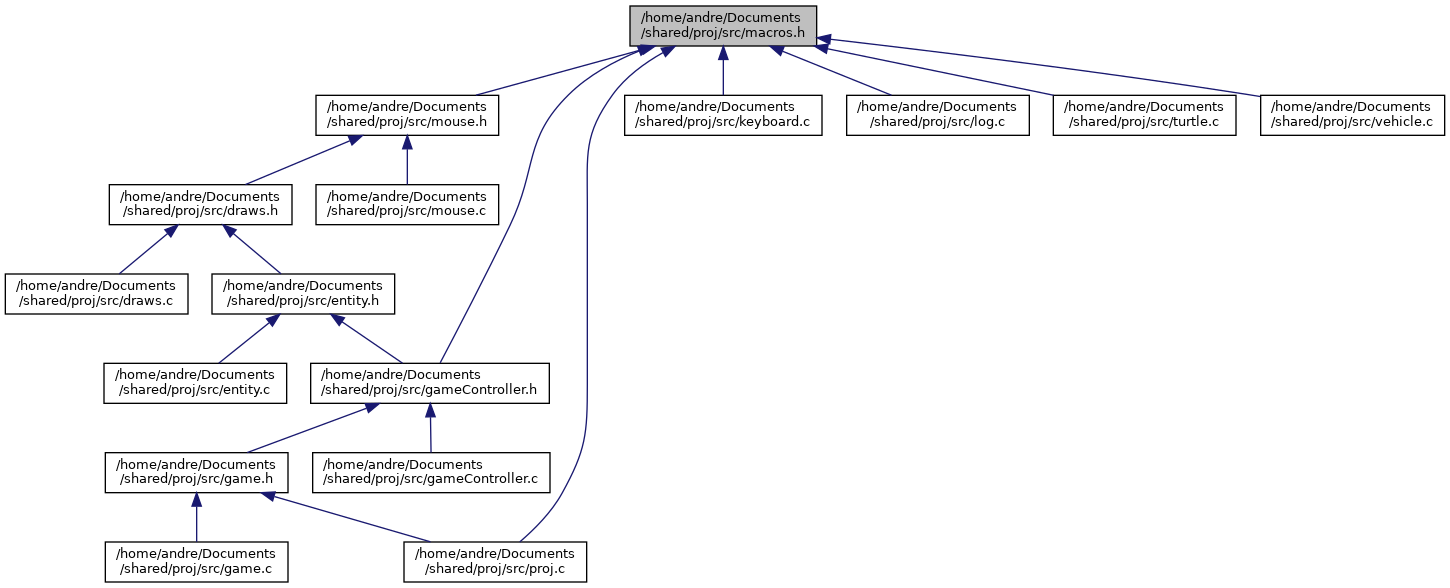 /home/andre/Documents
/shared/proj/src/macros.h
/home/andre/Documents
/shared/proj/src/mouse.h
/home/andre/Documents
/shared/proj/src/keyboard.c
/home/andre/Documents
/shared/proj/src/log.c
/home/andre/Documents
/shared/proj/src/turtle.c
/home/andre/Documents
/shared/proj/src/vehicle.c
/home/andre/Documents
/shared/proj/src/draws.h
/home/andre/Documents
/shared/proj/src/mouse.c
/home/andre/Documents
/shared/proj/src/draws.c
/home/andre/Documents
/shared/proj/src/entity.h
/home/andre/Documents
/shared/proj/src/entity.c
/home/andre/Documents
/shared/proj/src/gameController.h
/home/andre/Documents
/shared/proj/src/game.h
/home/andre/Documents
/shared/proj/src/gameController.c
/home/andre/Documents
/shared/proj/src/game.c
/home/andre/Documents
/shared/proj/src/proj.c